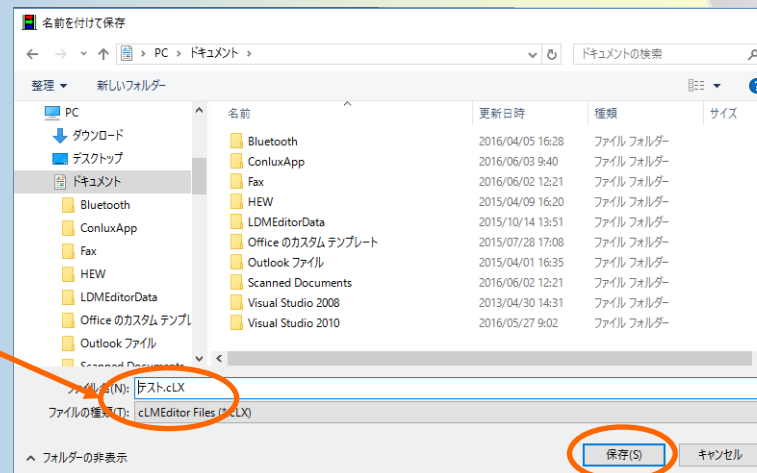 名前を付けて保存
PC › ドキュメント › ドキュメントの検索
整理 ▼ 新しいフォルダー
PC
ダウンロード
デスクトップ
ドキュメント
Bluetooth
ConluxApp
Fax
HEW
LDMEditorData
Office のカスタム テンプレ
Outlook ファイル
Scanned Documents
名前 更新日時 種類 サイズ
Bluetooth 2016/04/05 16:28 ファイル フォルダー
ConluxApp 2016/06/03 9:40 ファイル フォルダー
Fax 2016/06/02 12:21 ファイル フォルダー
HEW 2015/04/09 16:20 ファイル フォルダー
LDMEditorData 2015/10/14 13:51 ファイル フォルダー
Office のカスタム テンプレート 2015/07/28 17:08 ファイル フォルダー
Outlook ファイル 2015/04/01 16:35 ファイル フォルダー
Scanned Documents 2016/06/02 12:21 ファイル フォルダー
Visual Studio 2008 2013/04/30 14:31 ファイル フォルダー
Visual Studio 2010 2016/05/27 9:02 ファイル フォルダー
ファイル名(N): テスト.cLX
ファイルの種類(T): cLMEditor Files (*.cLX)
フォルダーの非表示 保存(S) キャンセル